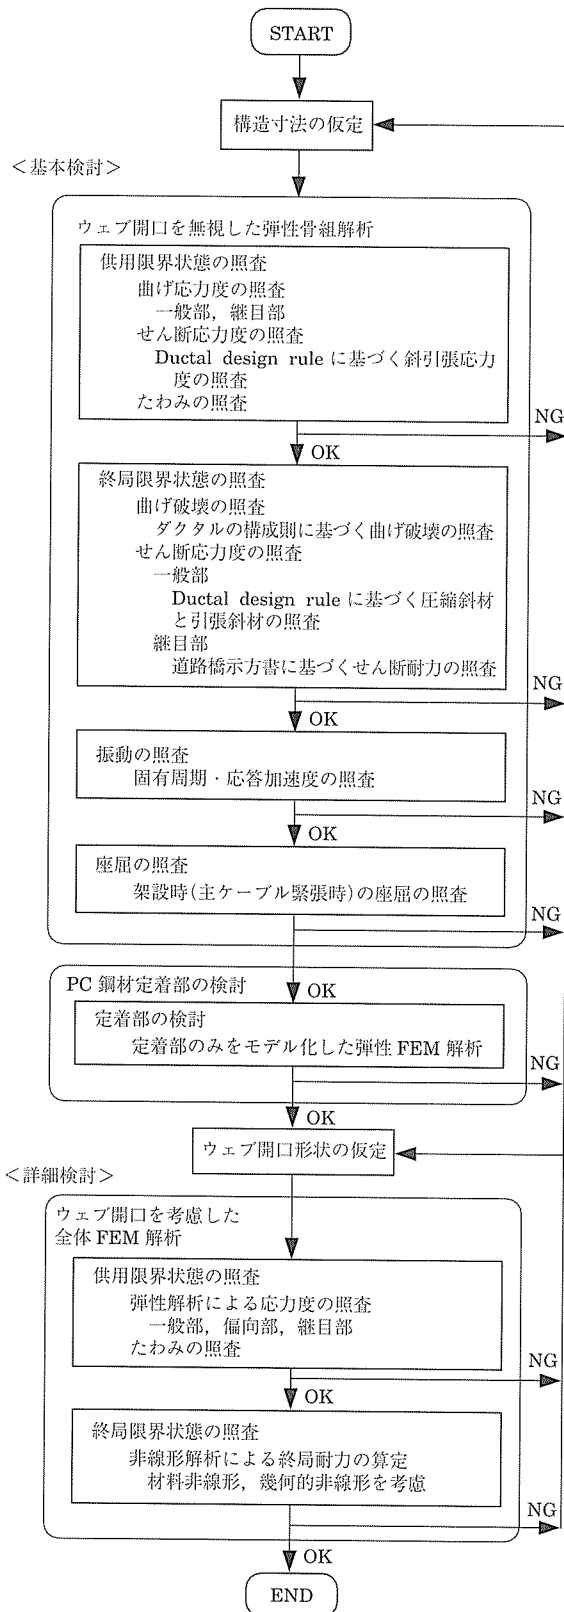 START
構造寸法の仮定
＜基本検討＞
ウェブ開口を無視した弾性骨組解析
供用限界状態の照査
曲げ応力度の照査
一般部，継目部
せん断応力度の照査
Ductal design rule に基づく斜引張応力
度の照査
たわみの照査
NG
OK
終局限界状態の照査
曲げ破壊の照査
ダクタルの構成則に基づく曲げ破壊の照査
せん断応力度の照査
一般部
Ductal design rule に基づく圧縮斜材
と引張斜材の照査
継目部
道路橋示方書に基づくせん断耐力の照査
NG
OK
振動の照査
固有周期・応答加速度の照査
NG
OK
座屈の照査
架設時(主ケーブル緊張時)の座屈の照査
NG
OK
PC 鋼材定着部の検討
定着部の検討
定着部のみをモデル化した弾性 FEM 解析
NG
OK
ウェブ開口形状の仮定
＜詳細検討＞
ウェブ開口を考慮した
全体 FEM 解析
供用限界状態の照査
弾性解析による応力度の照査
一般部，偏向部，継目部
たわみの照査
NG
OK
終局限界状態の照査
非線形解析による終局耐力の算定
材料非線形，幾何的非線形を考慮
NG
OK
END